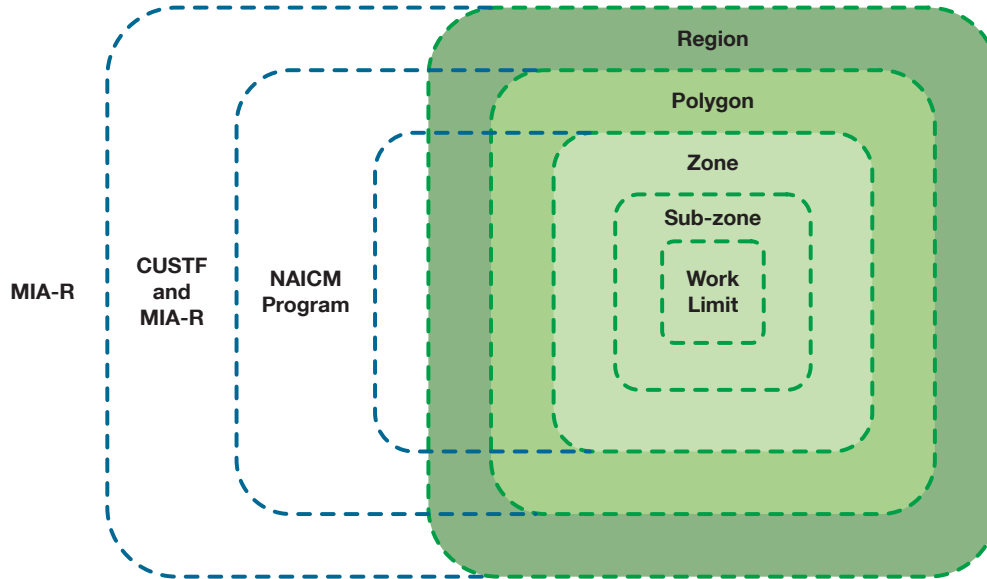 Region
Polygon
Zone
Sub-zone
Work
Limit
MIA-R
CUSTF
and
MIA-R
NAICM
Program